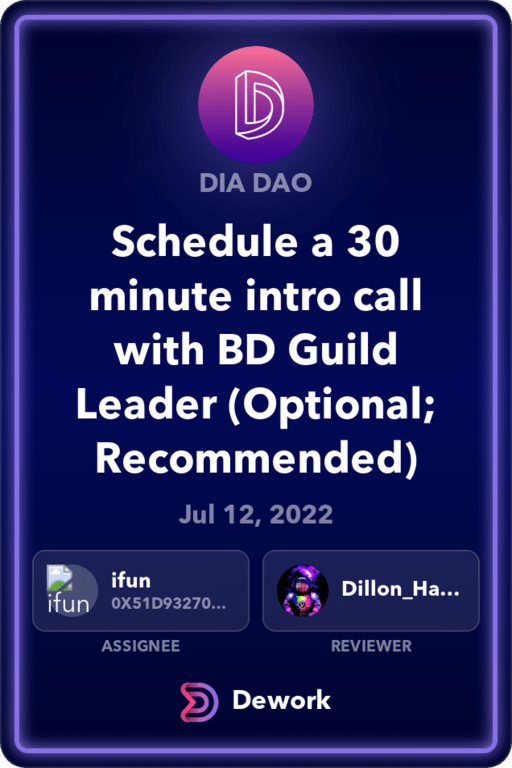 DIA DAO
Schedule a 30
minute intro call
with BD Guild
Leader (Optional;
Recommended)
Jul 12, 2022
ifun
ifun
0X51D93270...
Dillon_Ha...
ASSIGNEE
REVIEWER
Dework